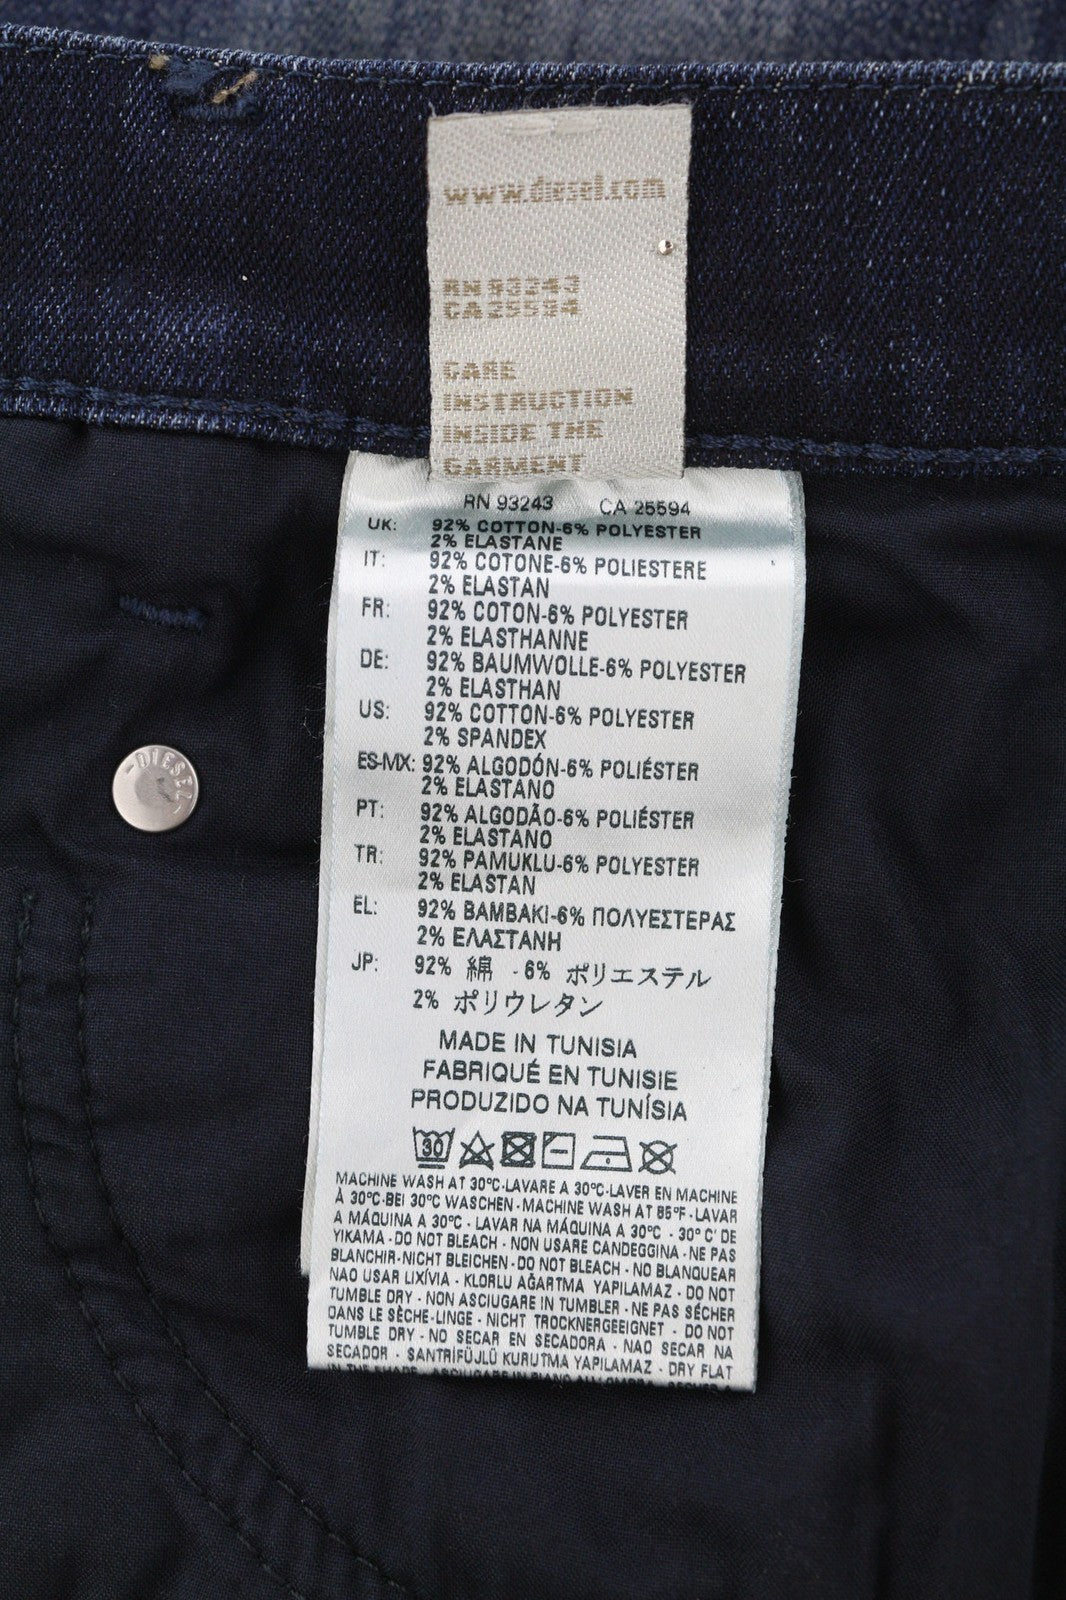 www.diesel.com
RN 93243
CA 25594
CARE
INSTRUCTION
INSIDE THE
GARMENT
RN 93243 CA 25594
UK: 92% COTTON-6% POLYESTER
2% ELASTANE
IT: 92% COTONE-6% POLIESTERE
2% ELASTAN
FR: 92% COTON-6% POLYESTER
2% ELASTHANNE
DE: 92% BAUMWOLLE-6% POLYESTER
2% ELASTHAN
US: 92% COTTON-6% POLYESTER
2% SPANDEX
ES-MX: 92% ALGODÓN-6% POLIÉSTER
2% ELASTANO
PT: 92% ALGODÃO-6% POLIÉSTER
2% ELASTANO
TR: 92% PAMUKLU-6% POLYESTER
2% ELASTAN
EL: 92% ΒΑΜΒΑΚΙ-6% ΠΟΛΥΕΣΤΕΡΑΣ
2% ΕΛΑΣΤΑΝΗ
JP: 92% 綿 - 6% ポリエステル
2% ポリウレタン
MADE IN TUNISIA
FABRIQUÉ EN TUNISIE
PRODUZIDO NA TUNÍSIA
30
MACHINE WASH AT 30°C-LAVARE A 30°C-LAVER EN MACHINE
À 30°C-BEI 30°C WASCHEN - MACHINE WASH AT 85°F - LAVAR
A MÁQUINA A 30°C - LAVAR NA MÁQUINA A 30°C - 30°C' DE
YIKAMA - DO NOT BLEACH - NON USARE CANDEGGINA - NE PAS
BLANCHIR-NICHT BLEICHEN - DO NOT BLEACH - NO BLANQUEAR
NAO USAR LIXÍVIA - KLORLU AĞARTMA YAPILAMAZ - DO NOT
TUMBLE DRY - NON ASCIUGARE IN TUMBLER - NE PAS SÉCHER
DANS LE SÈCHE-LINGE - NICHT TROCKNERGEEIGNET - DO NOT
TUMBLE DRY - NO SECAR EN SECADORA - NAO SECAR NA
SECADOR - SANTRİFÜJLÜ KURUTMA YAPILAMAZ - DRY FLAT
IN THE SHADE - ASCIUGARE IN PIANO ALL'OMBRA
DIESEL